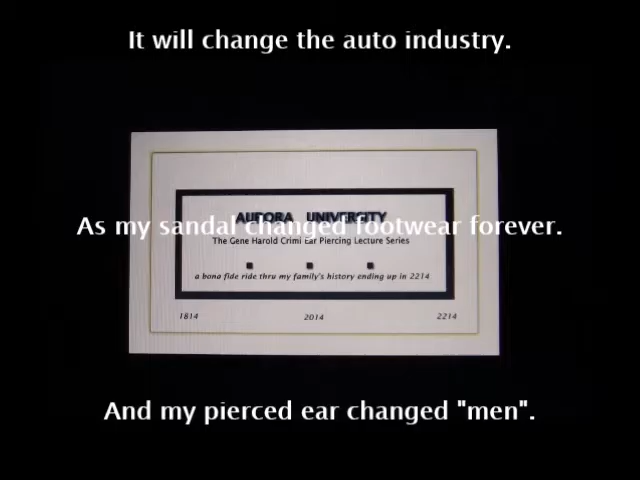 It will change the auto industry.
AURORA UNIVERCITY
As my sandal changed footwear forever.
The Gene Harold Crimi Ear Piercing Lecture Series
a bona fide ride thru my family's history ending up in 2214
1814 2014 2214
And my pierced ear changed "men".